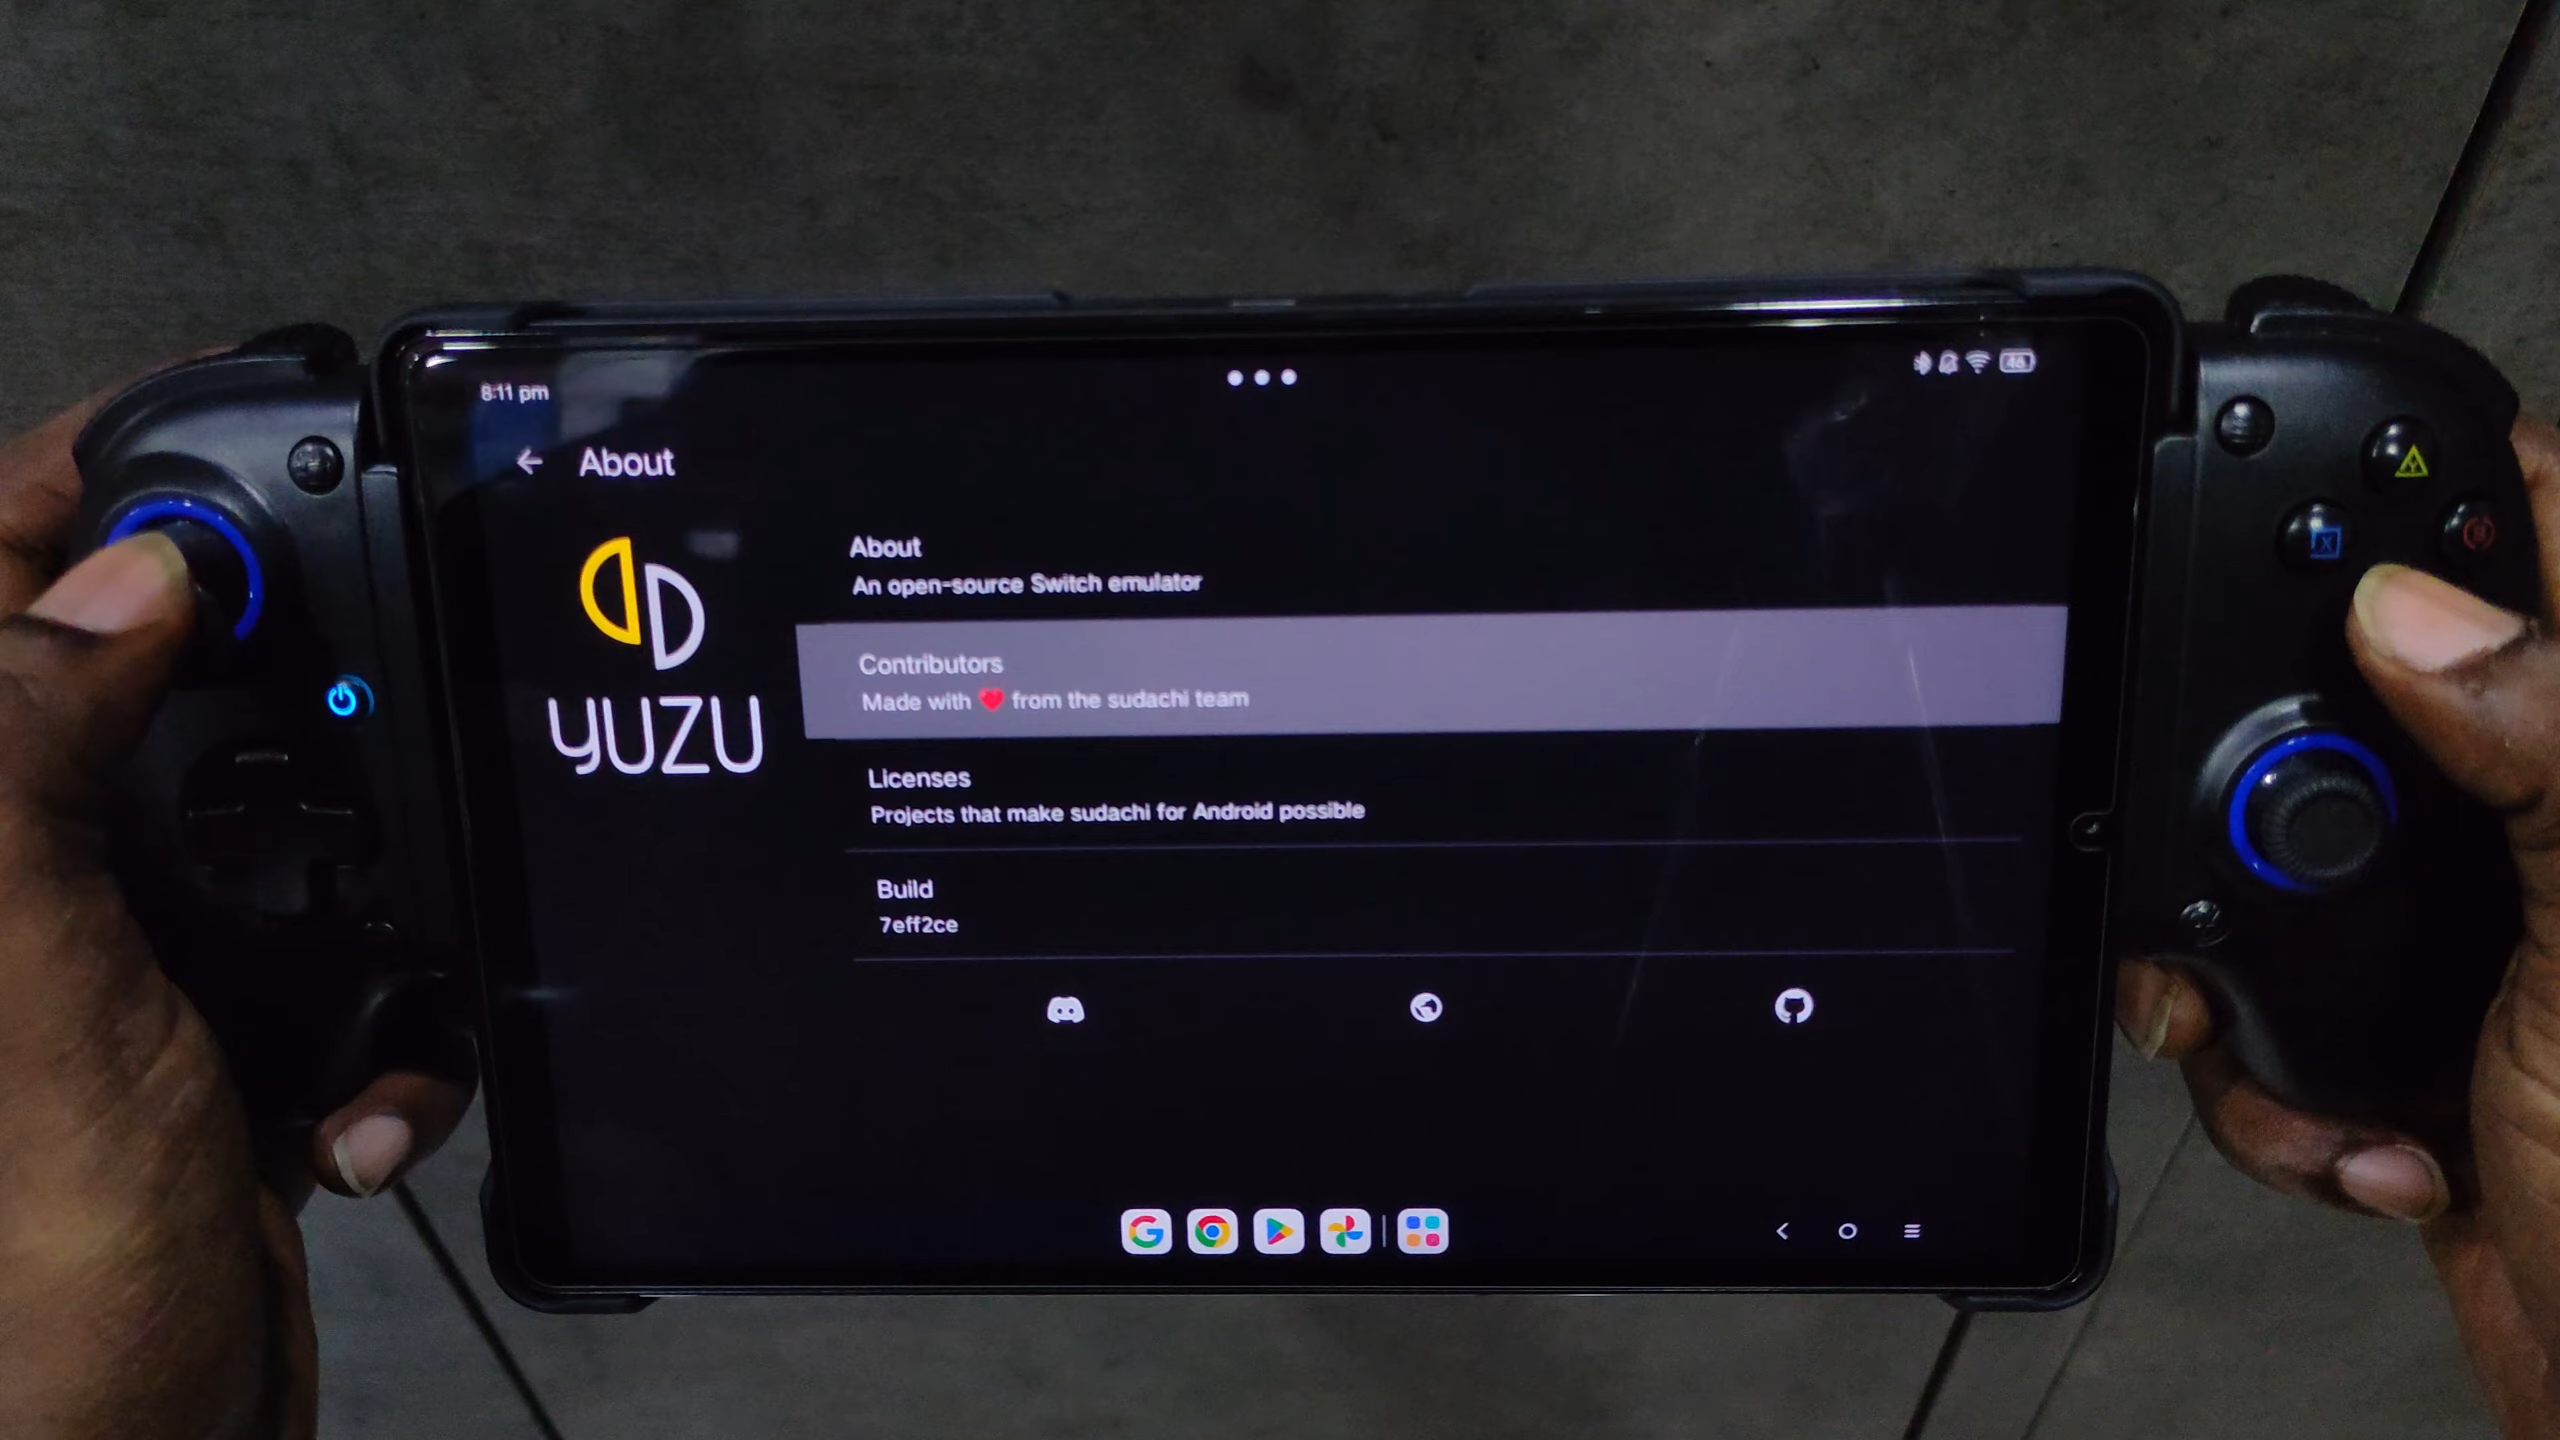 8:11 pm
46
About
About
An open-source Switch emulator
Contributors
Made with ❤️ from the sudachi team
yuzu
Licenses
Projects that make sudachi for Android possible
Build
7eff2ce
Y
X
B